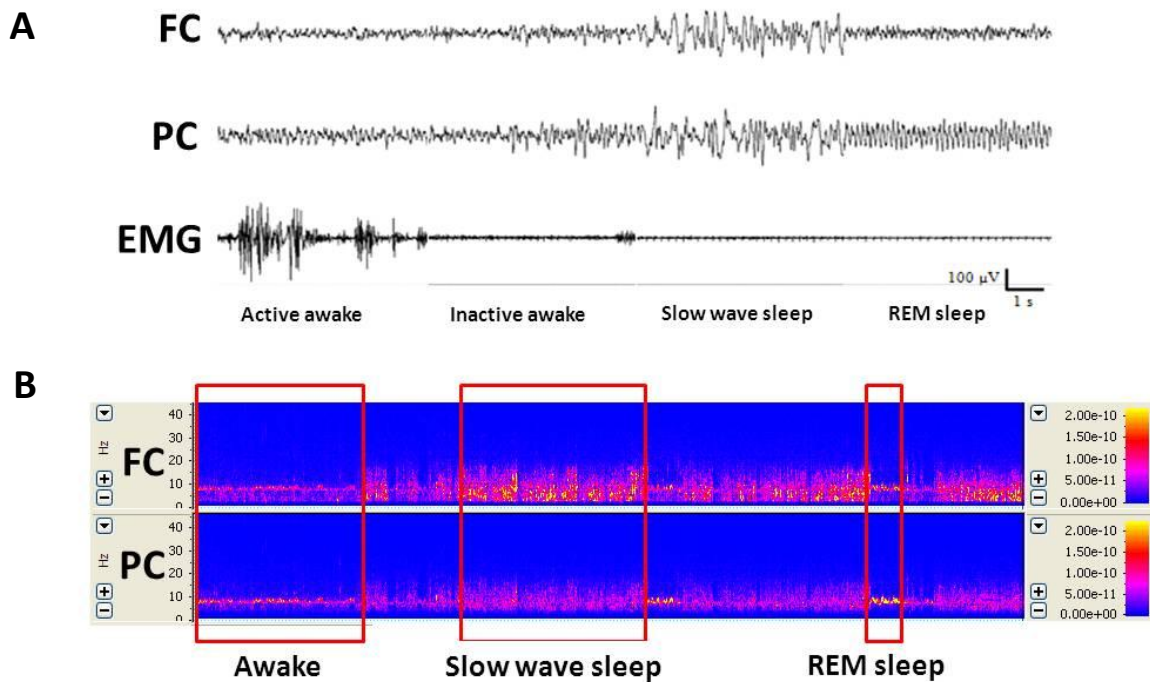 A
FC
PC
EMG
100 µV
1 s
Active awake Inactive awake Slow wave sleep REM sleep
B
40
30
20
10
0
Hz
FC
2.00e-10
1.50e-10
1.00e-10
5.00e-11
0.00e+00
+
−
40
30
20
10
0
Hz
PC
2.00e-10
1.50e-10
1.00e-10
5.00e-11
0.00e+00
+
−
Awake Slow wave sleep REM sleep